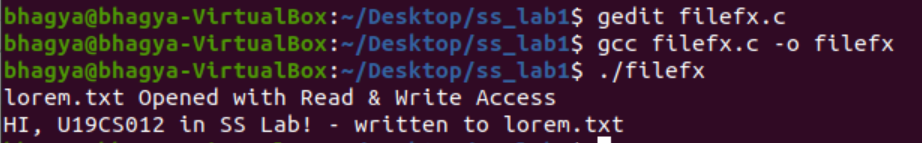 bhagya@bhagya-VirtualBox:~/Desktop/ss_lab1$ gedit filefx.c
bhagya@bhagya-VirtualBox:~/Desktop/ss_lab1$ gcc filefx.c -o filefx
bhagya@bhagya-VirtualBox:~/Desktop/ss_lab1$ ./filefx
lorem.txt Opened with Read & Write Access
HI, U19CS012 in SS Lab! - written to lorem.txt